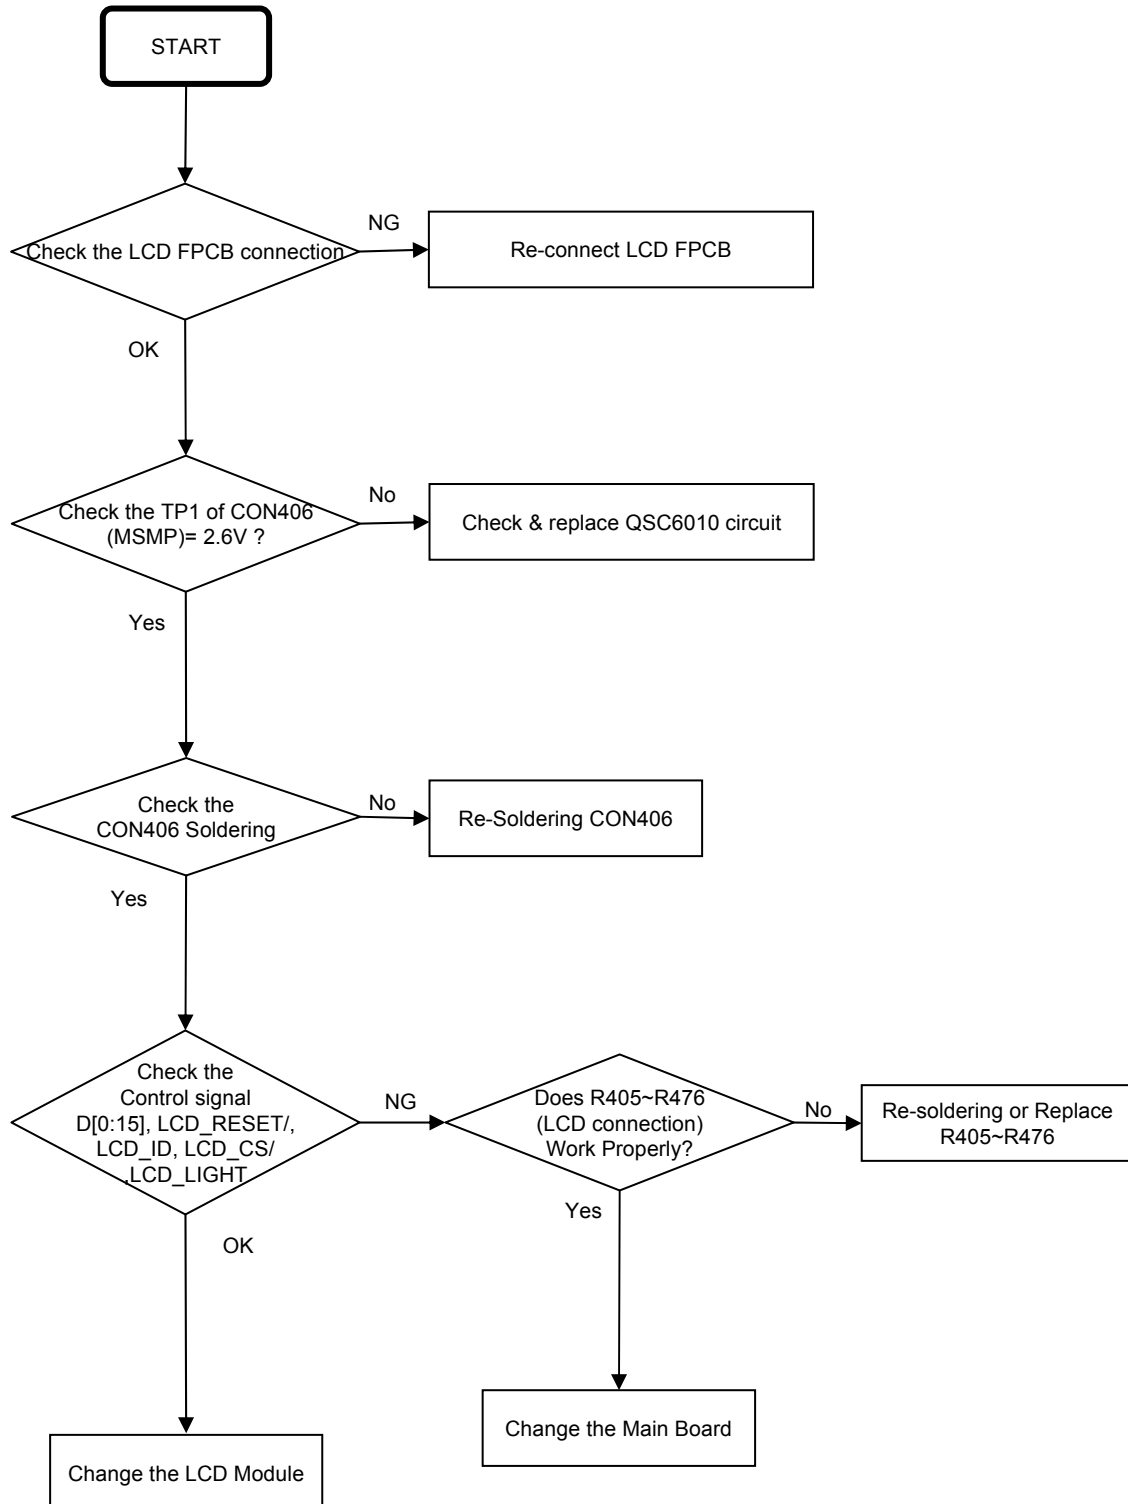 START
Check the LCD FPCB connection
NG
Re-connect LCD FPCB
OK
Check the TP1 of CON406
(MSMP)= 2.6V ?
No
Check & replace QSC6010 circuit
Yes
Check the
CON406 Soldering
No
Re-Soldering CON406
Yes
Check the
Control signal
D[0:15], LCD_RESET/,
LCD_ID, LCD_CS/
,LCD_LIGHT
NG
Does R405~R476
(LCD connection)
Work Properly?
No
Re-soldering or Replace
R405~R476
Yes
OK
Change the Main Board
Change the LCD Module